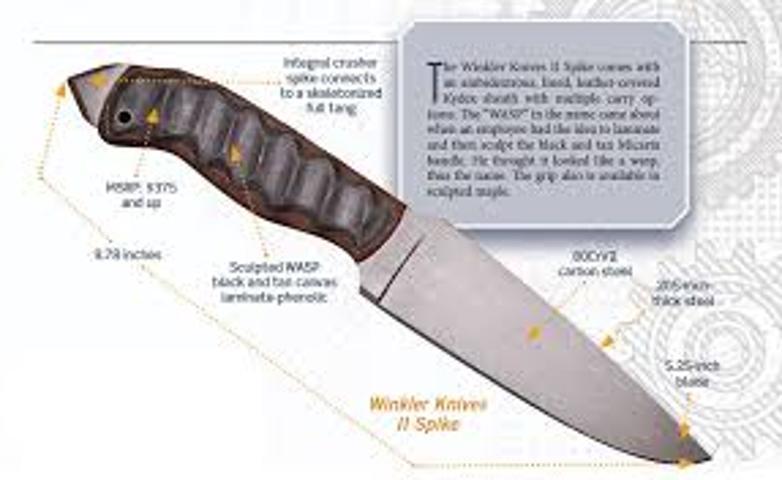 Integral crusher
spike connects
to a skeletonized
full tang
The Winkler Knives II Spike comes with
an ambidextrous, lined, leather-covered
Kydex sheath with multiple carry op-
tions. The "WASP" in the name came about
when an employee had the idea to laminate
and then sculpt the black and tan Micarta
handle. He thought it looked like a wasp,
thus the name. The grip also is available in
sculpted maple.
MSRP: $375
and up
9.78 inches
Sculpted WASP
black and tan canvas
laminate-phenolic
80CrV2
carbon steel
thick steel
5.25-inch
blade
Winkler Knives
II Spike